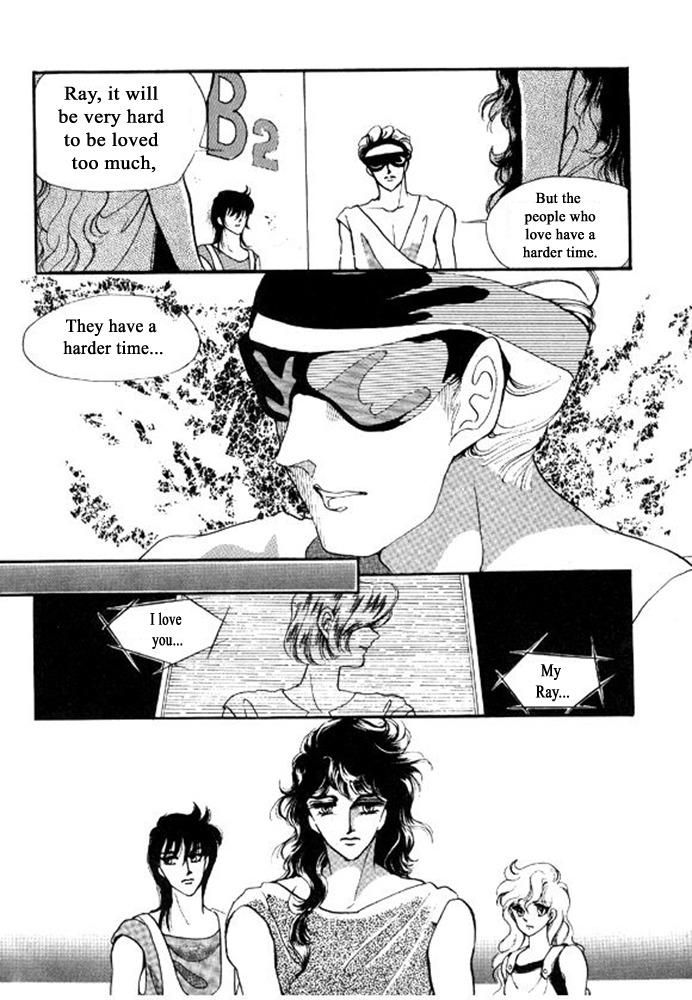 Ray, it will
be very hard
to be loved
too much,
B2
But the
people who
love have a
harder time.
They have a
harder time...
I love
you...
My
Ray...